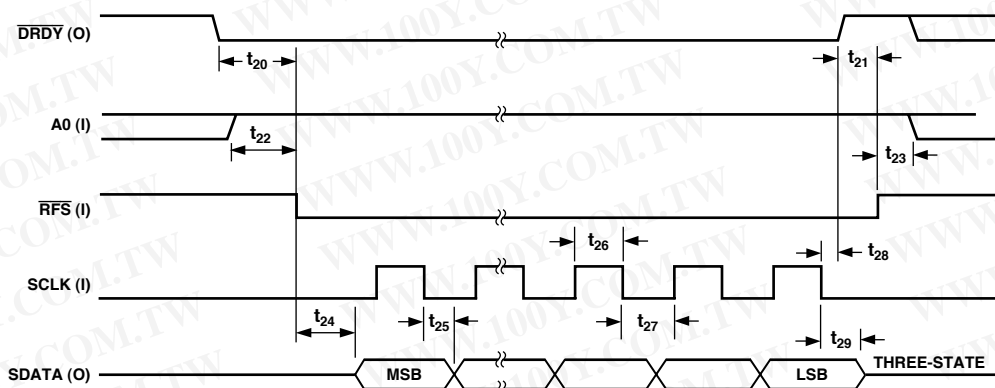 DRDY (O)
t20
t21
A0 (I)
t22
t23
RFS (I)
t26
t28
SCLK (I)
t24
t25
t27
t29
SDATA (O)
MSB
LSB
THREE-STATE
WWW.100Y.COM.TW